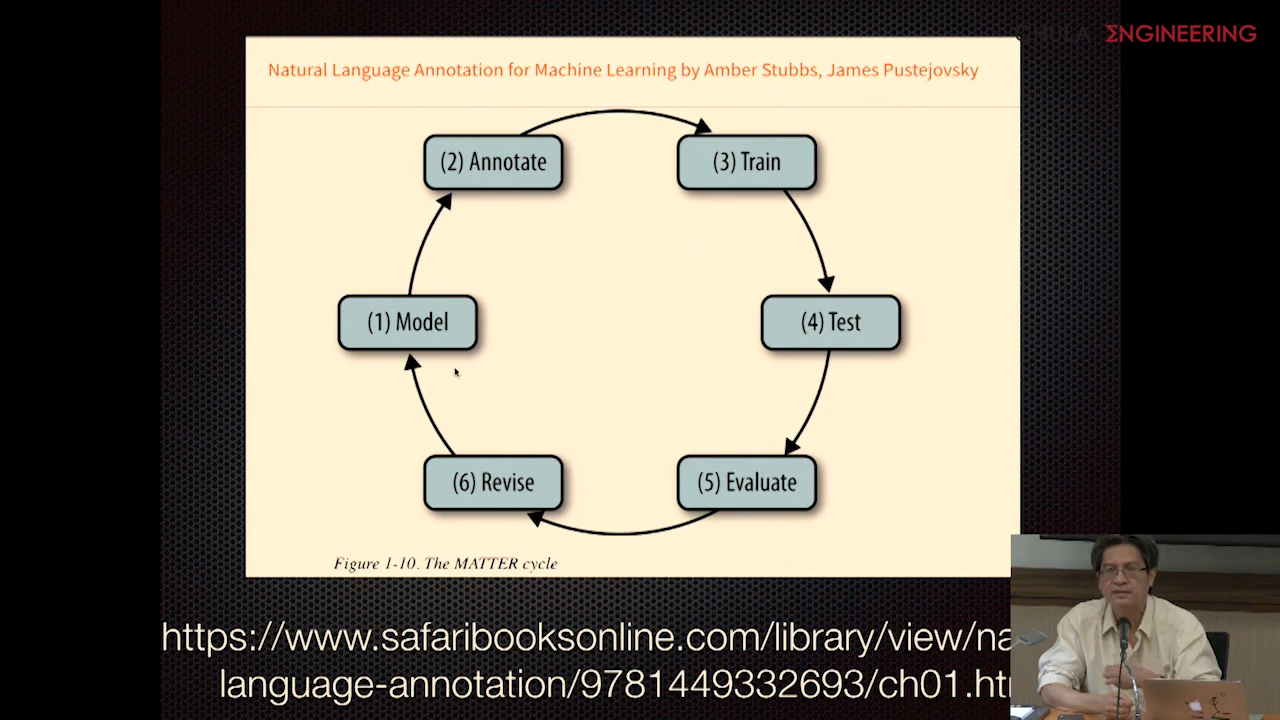 ΣNGINEERING
Natural Language Annotation for Machine Learning by Amber Stubbs, James Pustejovsky
(2) Annotate
(3) Train
(1) Model
(4) Test
(6) Revise
(5) Evaluate
Figure 1-10. The MATTER cycle
https://www.safaribooksonline.com/library/view/na
language-annotation/9781449332693/ch01.